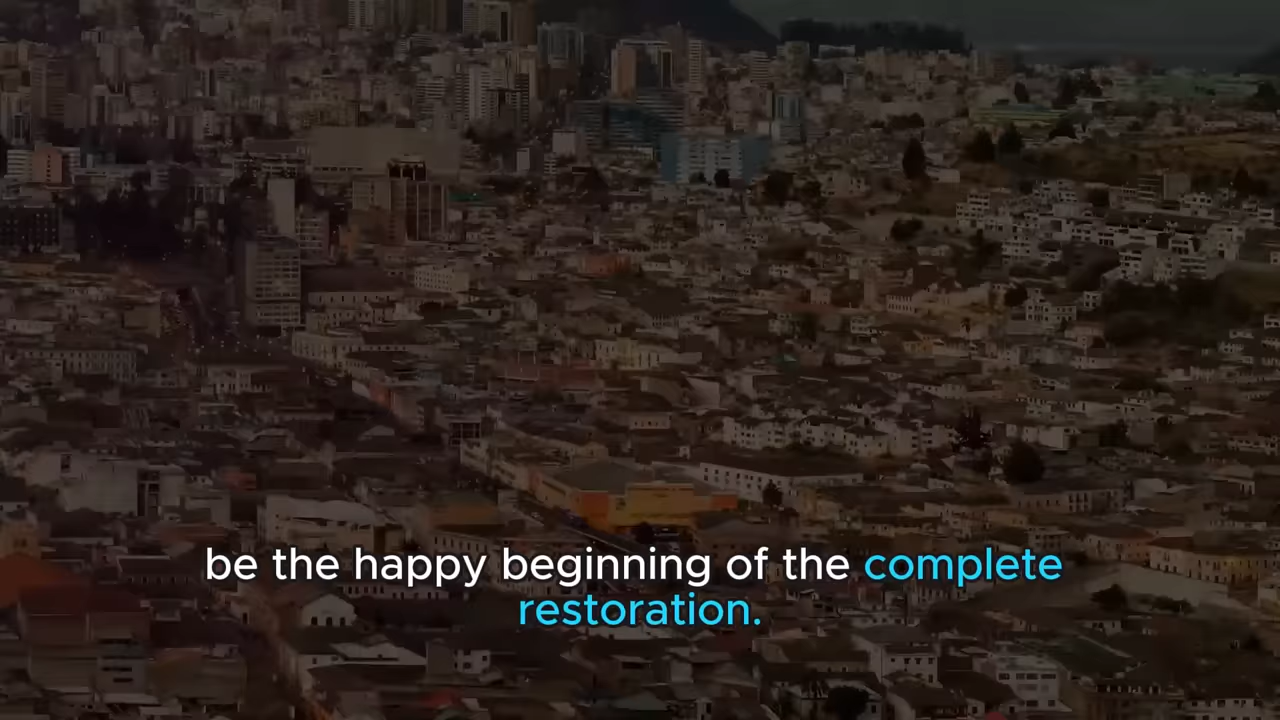 be the happy beginning of the complete
restoration.